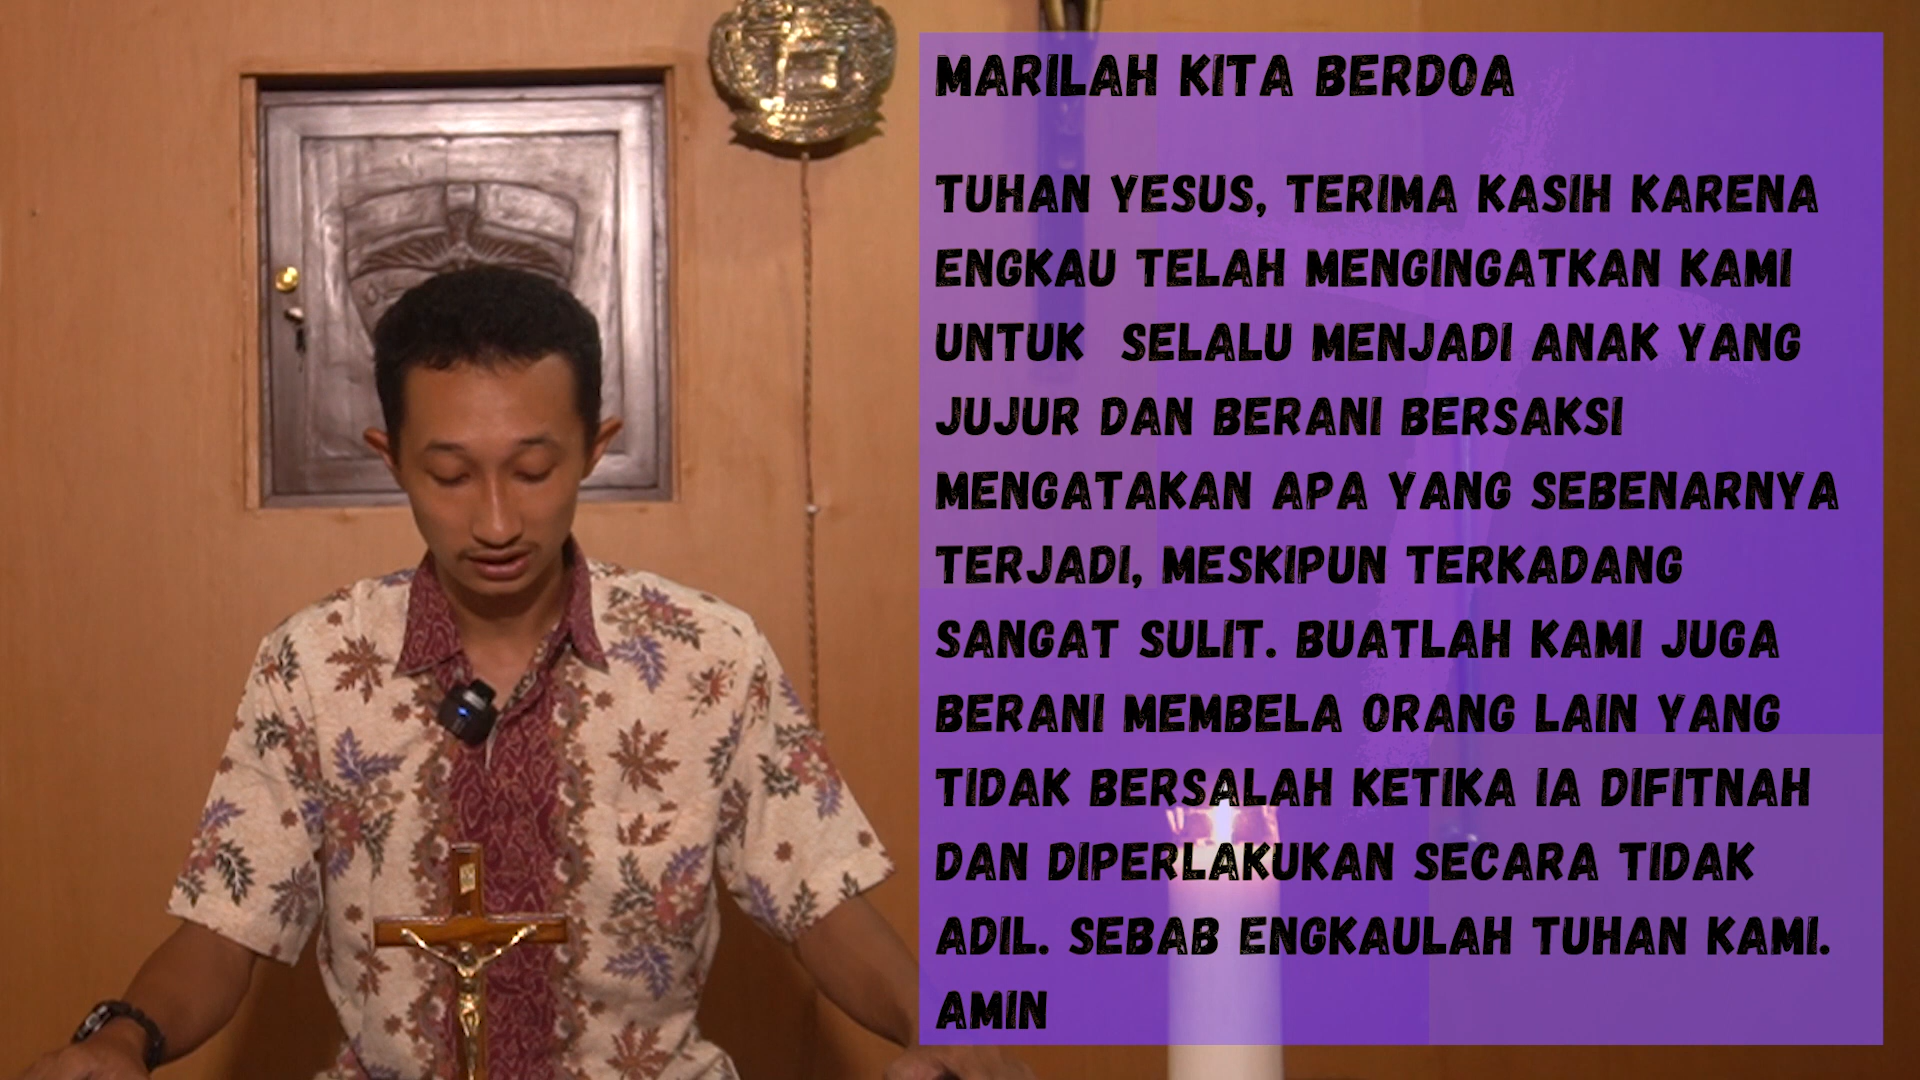 MARILAH KITA BERDOA
TUHAN YESUS, TERIMA KASIH KARENA
ENGKAU TELAH MENGINGATKAN KAMI
UNTUK SELALU MENJADI ANAK YANG
JUJUR DAN BERANI BERSAKSI
MENGATAKAN APA YANG SEBENARNYA
TERJADI, MESKIPUN TERKADANG
SANGAT SULIT. BUATLAH KAMI JUGA
BERANI MEMBELA ORANG LAIN YANG
TIDAK BERSALAH KETIKA IA DIFITNAH
DAN DIPERLAKUKAN SECARA TIDAK
ADIL. SEBAB ENGKAULAH TUHAN KAMI.
AMIN